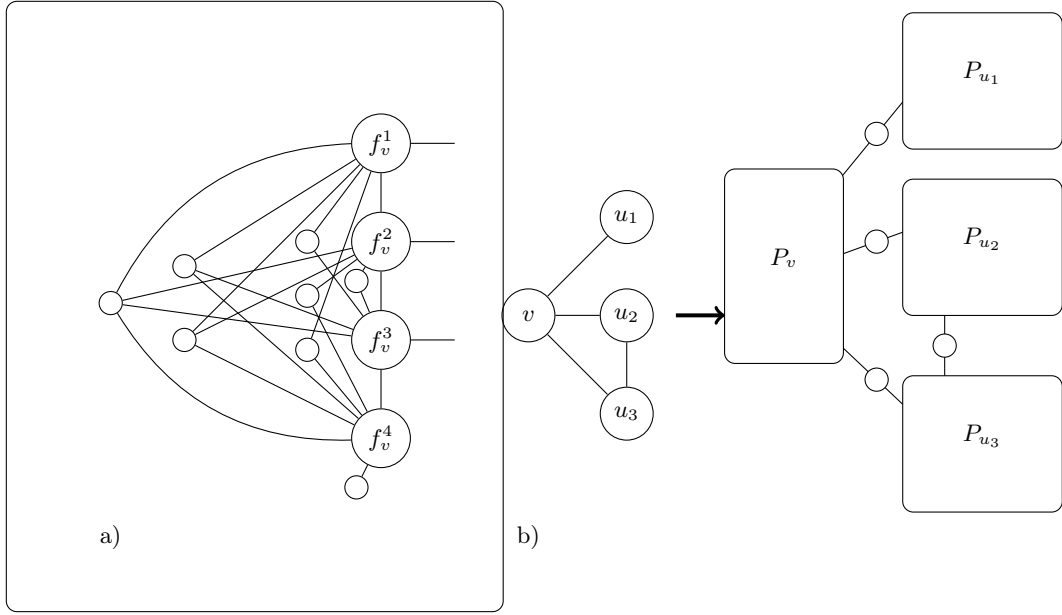 f_v^1
f_v^2
f_v^3
f_v^4
a)
v
u_1
u_2
u_3
b)
P_v
P_{u_1}
P_{u_2}
P_{u_3}